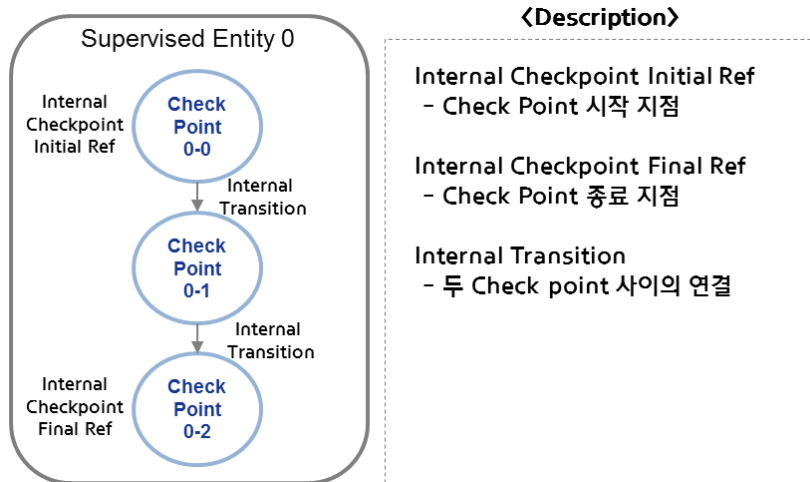 Supervised Entity 0
Internal
Checkpoint
Initial Ref
Check
Point
0-0
Internal
Transition
Check
Point
0-1
Internal
Transition
Internal
Checkpoint
Final Ref
Check
Point
0-2
<Description>
Internal Checkpoint Initial Ref
- Check Point 시작 지점
Internal Checkpoint Final Ref
- Check Point 종료 지점
Internal Transition
- 두 Check point 사이의 연결